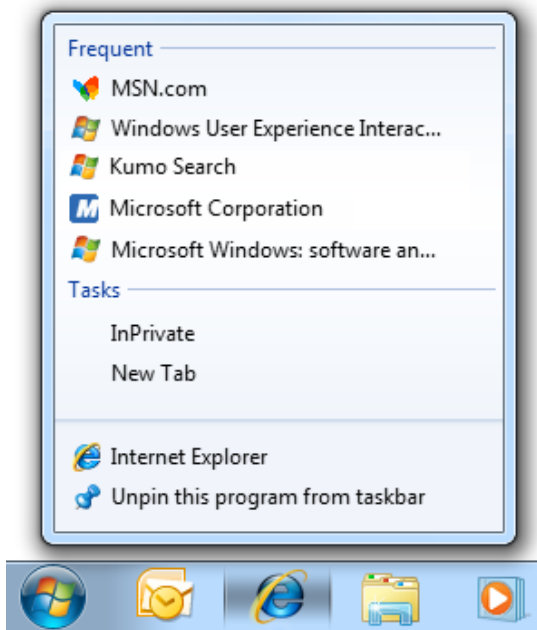 Frequent
MSN.com
Windows User Experience Interac...
Kumo Search
Microsoft Corporation
Microsoft Windows: software an...
Tasks
InPrivate
New Tab
Internet Explorer
Unpin this program from taskbar